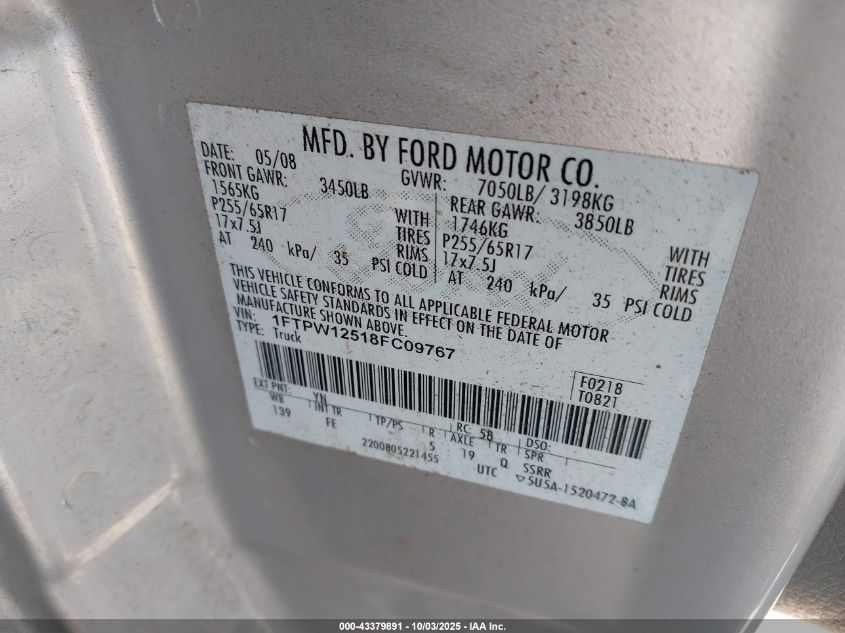 MFD. BY FORD MOTOR CO.
DATE: 05/08 GVWR: 7050LB/ 3198KG
FRONT GAWR: 3450LB REAR GAWR: 3850LB
1565KG WITH 1746KG WITH
P255/65R17 TIRES P255/65R17 TIRES
17x7.5J RIMS 17x7.5J RIMS
AT 240 kPa/ 35 PSI COLD AT 240 kPa/ 35 PSI COLD
THIS VEHICLE CONFORMS TO ALL APPLICABLE FEDERAL MOTOR
VEHICLE SAFETY STANDARDS IN EFFECT ON THE DATE OF
MANUFACTURE SHOWN ABOVE.
VIN: 1FTPW12518FC09767
TYPE: Truck
F0218
T0821
EXT PNT: YN RC: 58 DSO:
WB INT TR TP/PS R AXLE TR SPR
139 FE 5 19 Q SSRR
2200805221455 UTC ▽5U5A-1520472-BA
000-43379891 - 10/03/2025 - IAA Inc.